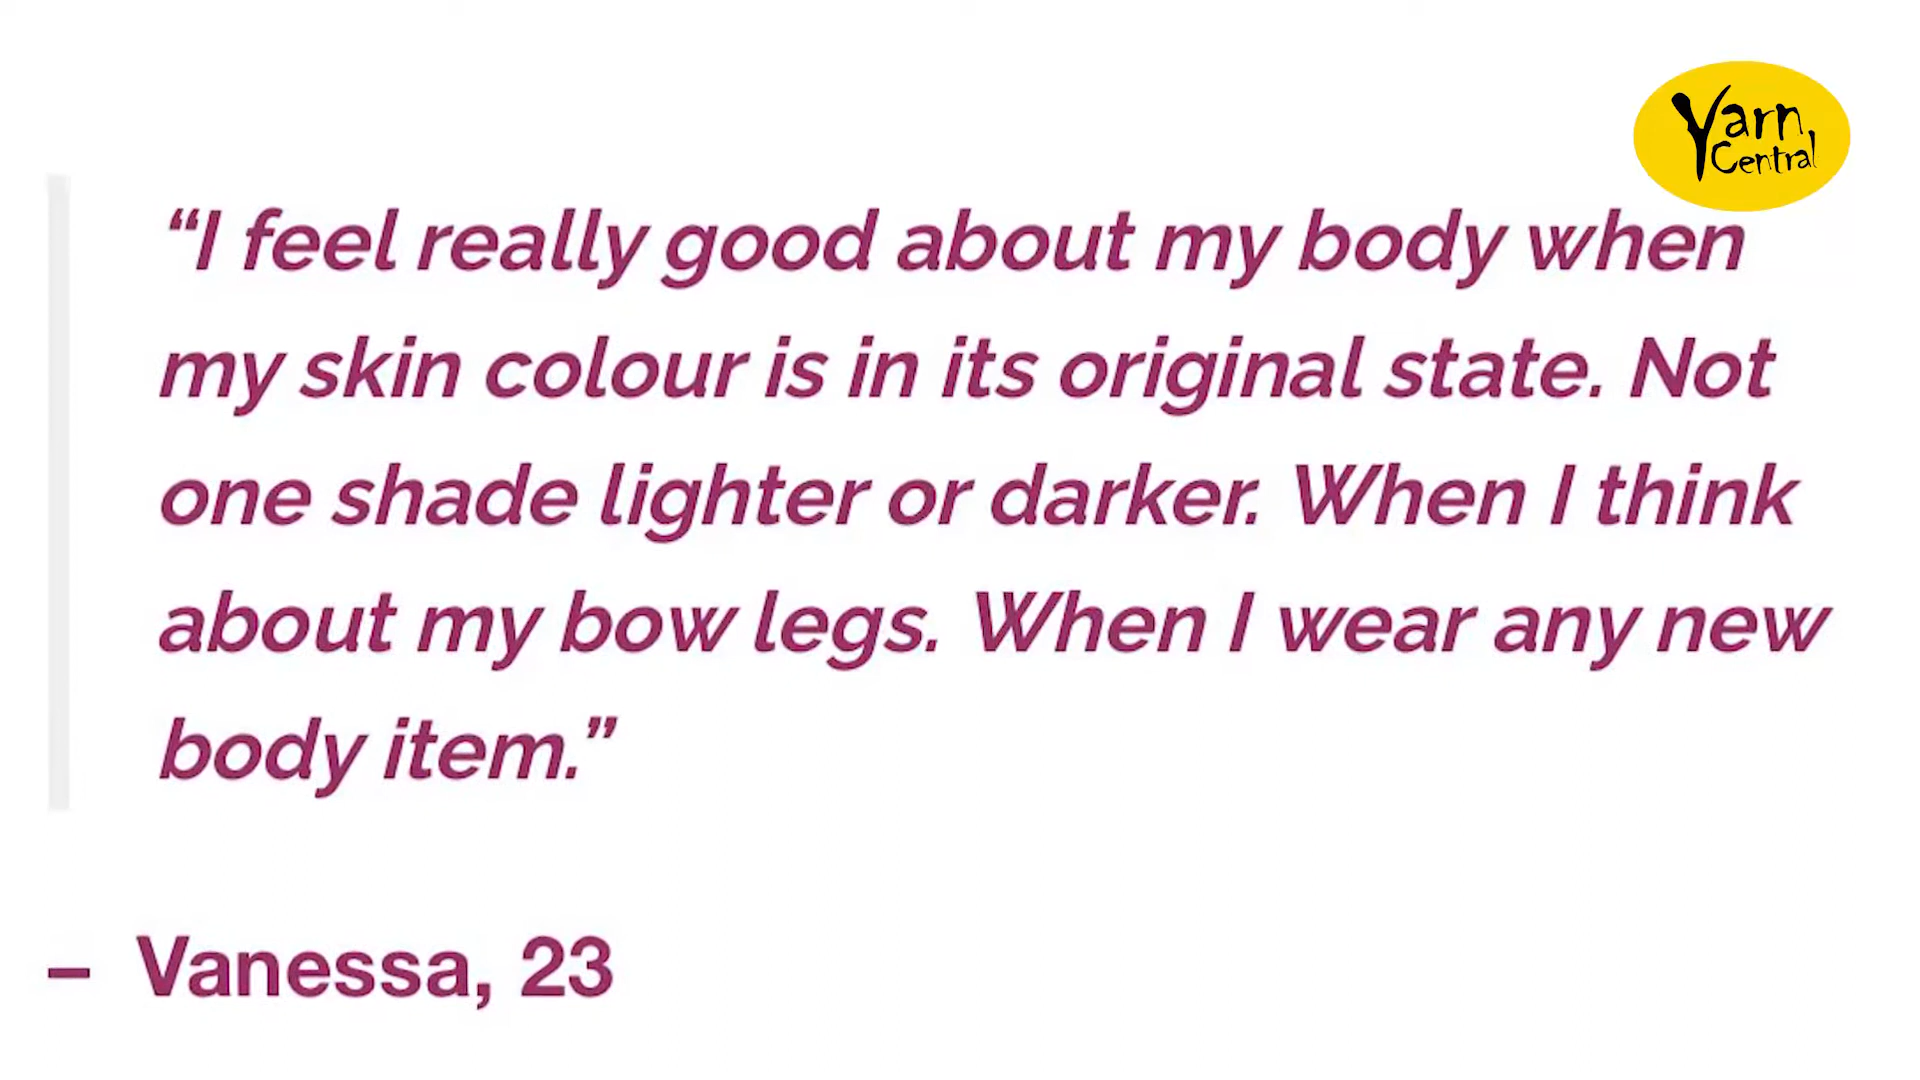 Yarn
Central
“I feel really good about my body when
my skin colour is in its original state. Not
one shade lighter or darker. When I think
about my bow legs. When I wear any new
body item.”
– Vanessa, 23